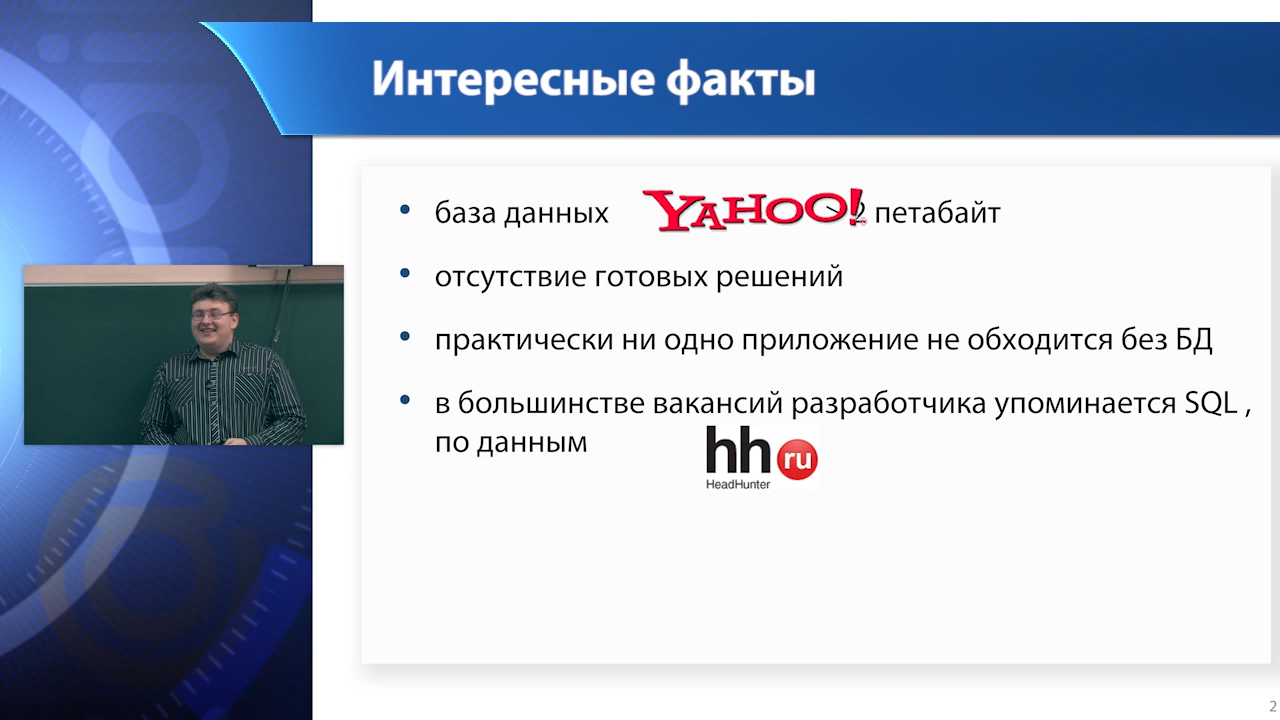 Интересные факты
• база данных YAHOO! 2 петабайт
• отсутствие готовых решений
• практически ни одно приложение не обходится без БД
• в большинстве вакансий разработчика упоминается SQL ,
по данным hh ru
HeadHunter
2